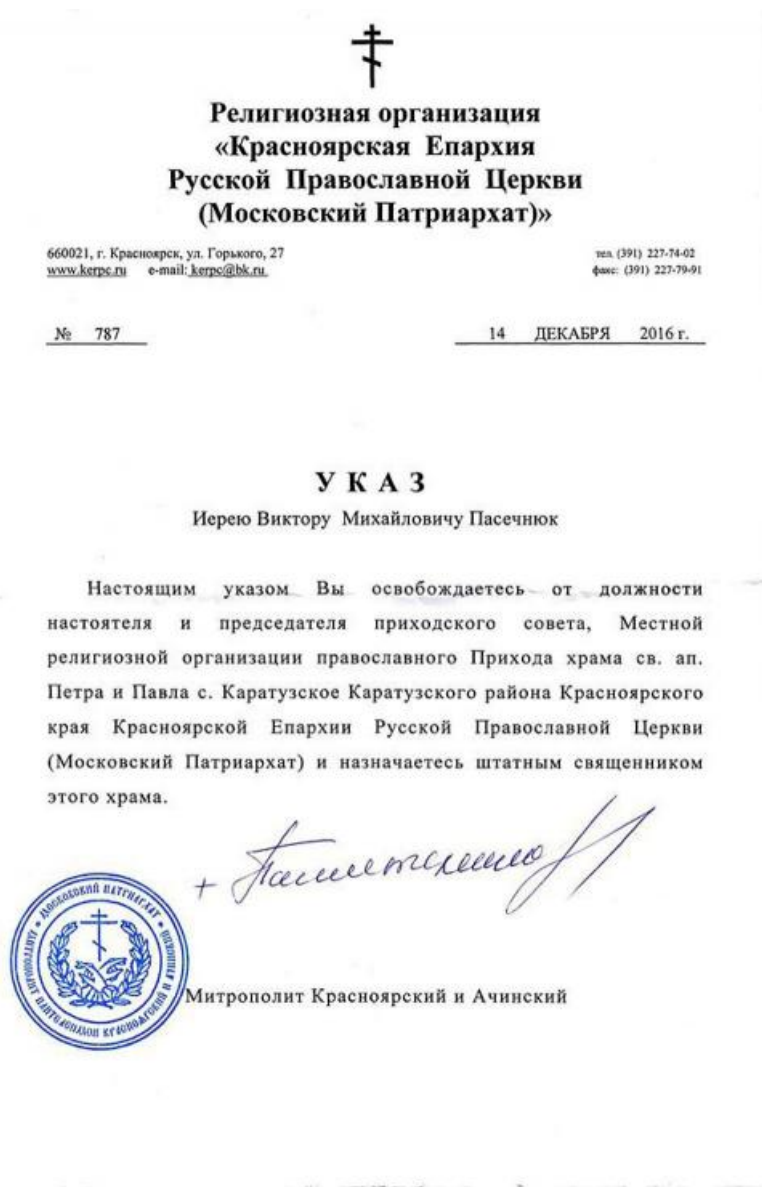 Религиозная организация
«Красноярская Епархия
Русской Православной Церкви
(Московский Патриархат)»
660021, г. Красноярск, ул. Горького, 27
тел. (391) 227-74-02
www.kerpc.ru e-mail: kerpc@bk.ru
факс: (391) 227-79-91
№ 787
14 ДЕКАБРЯ 2016 г.
УКАЗ
Иерею Виктору Михайловичу Пасечнюк
Настоящим указом Вы освобождаетесь от должности
настоятеля и председателя приходского совета, Местной
религиозной организации православного Прихода храма св. ап.
Петра и Павла с. Каратузское Каратузского района Красноярского
края Красноярской Епархии Русской Православной Церкви
(Московский Патриархат) и назначаетесь штатным священником
этого храма.
МОСКОВСКИЙ ПАТРИАРХАТ
Митрополит Красноярский и Ачинский